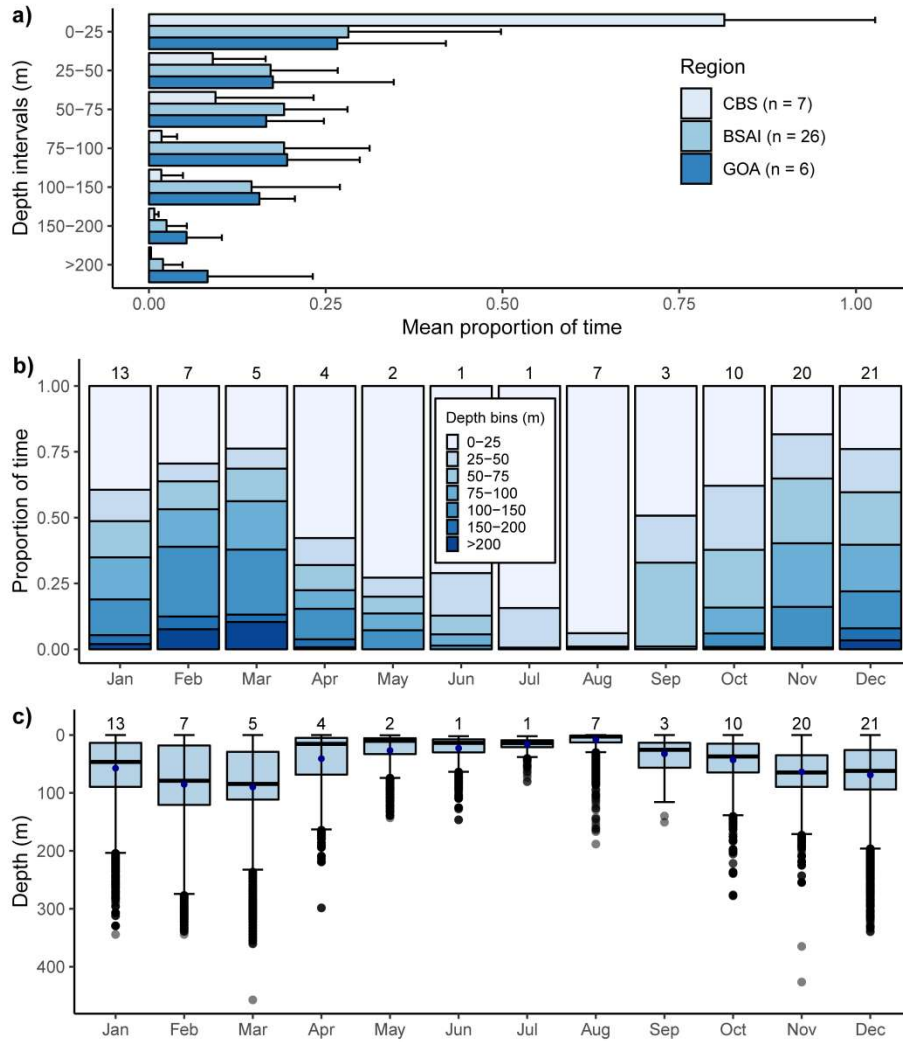 a)
0−25
25−50
50−75
75−100
100−150
150−200
>200
Depth intervals (m)
Region
CBS (n = 7)
BSAI (n = 26)
GOA (n = 6)
0.00 0.25 0.50 0.75 1.00
Mean proportion of time
b)
13 7 5 4 2 1 1 7 3 10 20 21
1.00
0.75
0.50
0.25
0.00
Proportion of time
Depth bins (m)
0−25
25−50
50−75
75−100
100−150
150−200
>200
Jan Feb Mar Apr May Jun Jul Aug Sep Oct Nov Dec
c)
13 7 5 4 2 1 1 7 3 10 20 21
0
100
200
300
400
Depth (m)
Jan Feb Mar Apr May Jun Jul Aug Sep Oct Nov Dec